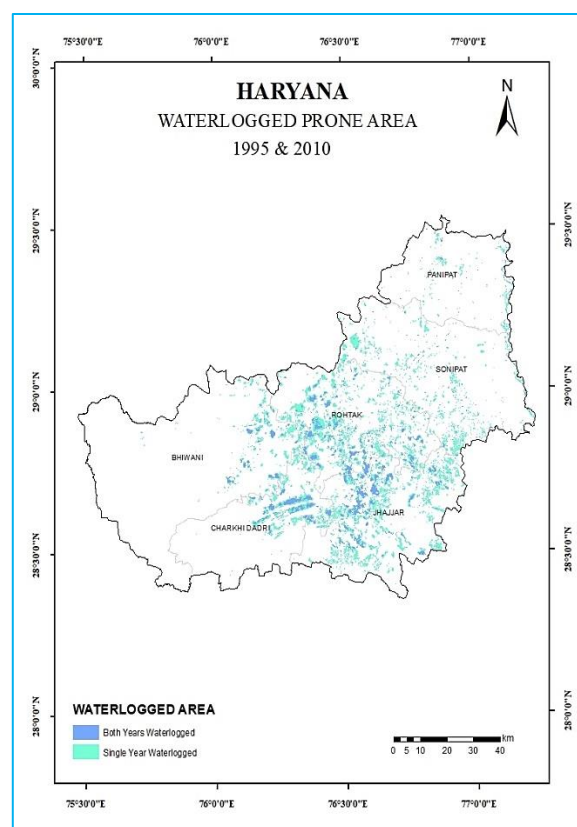 75°30'0"E 76°0'0"E 76°30'0"E 77°0'0"E
30°0'0"N
30°0'0"N
HARYANA
WATERLOGGED PRONE AREA
1995 & 2010
N
29°30'0"N
29°30'0"N
PANIPAT
SONIPAT
29°0'0"N
29°0'0"N
ROHTAK
BHIWANI
JHAJJAR
CHARKHI DADRI
28°30'0"N
28°30'0"N
28°0'0"N
28°0'0"N
WATERLOGGED AREA
Both Years Waterlogged
Single Year Waterlogged
km
0 5 10 20 30 40
75°30'0"E 76°0'0"E 76°30'0"E 77°0'0"E